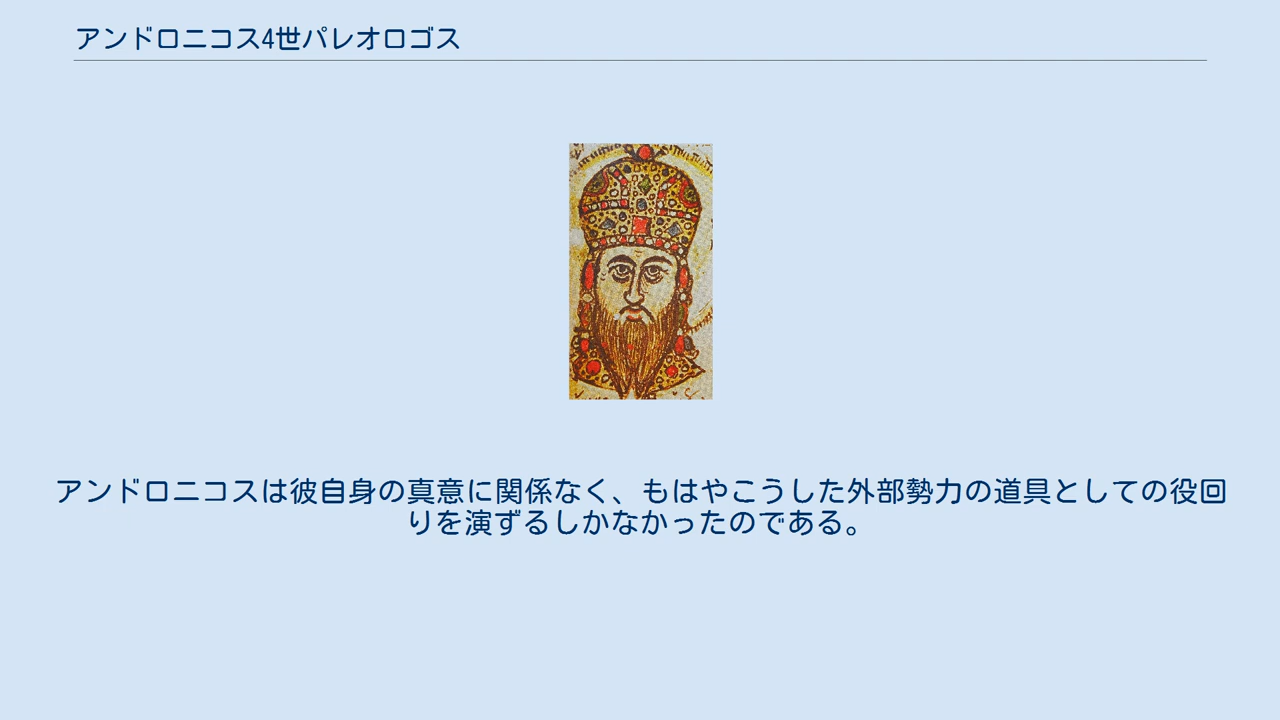 アンドロニコス4世パレオロゴス
アンドロニコスは彼自身の真意に関係なく、もはやこうした外部勢力の道具としての役回
りを演ずるしかなかったのである。